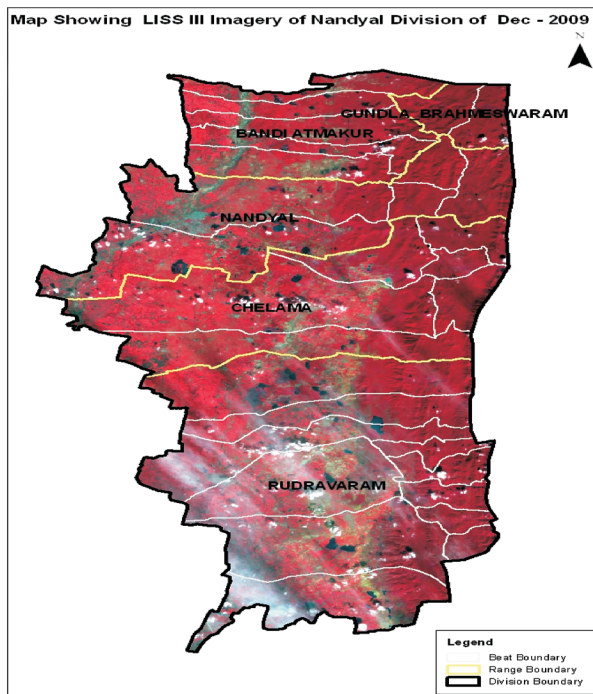 Map Showing LISS III Imagery of Nandyal Division of Dec - 2009
N
GUNDLA_BRAHMESWARAM
BANDI ATMAKUR
NANDYAL
CHELAMA
RUDRAVARAM
Legend
Beat Boundary
Range Boundary
Division Boundary